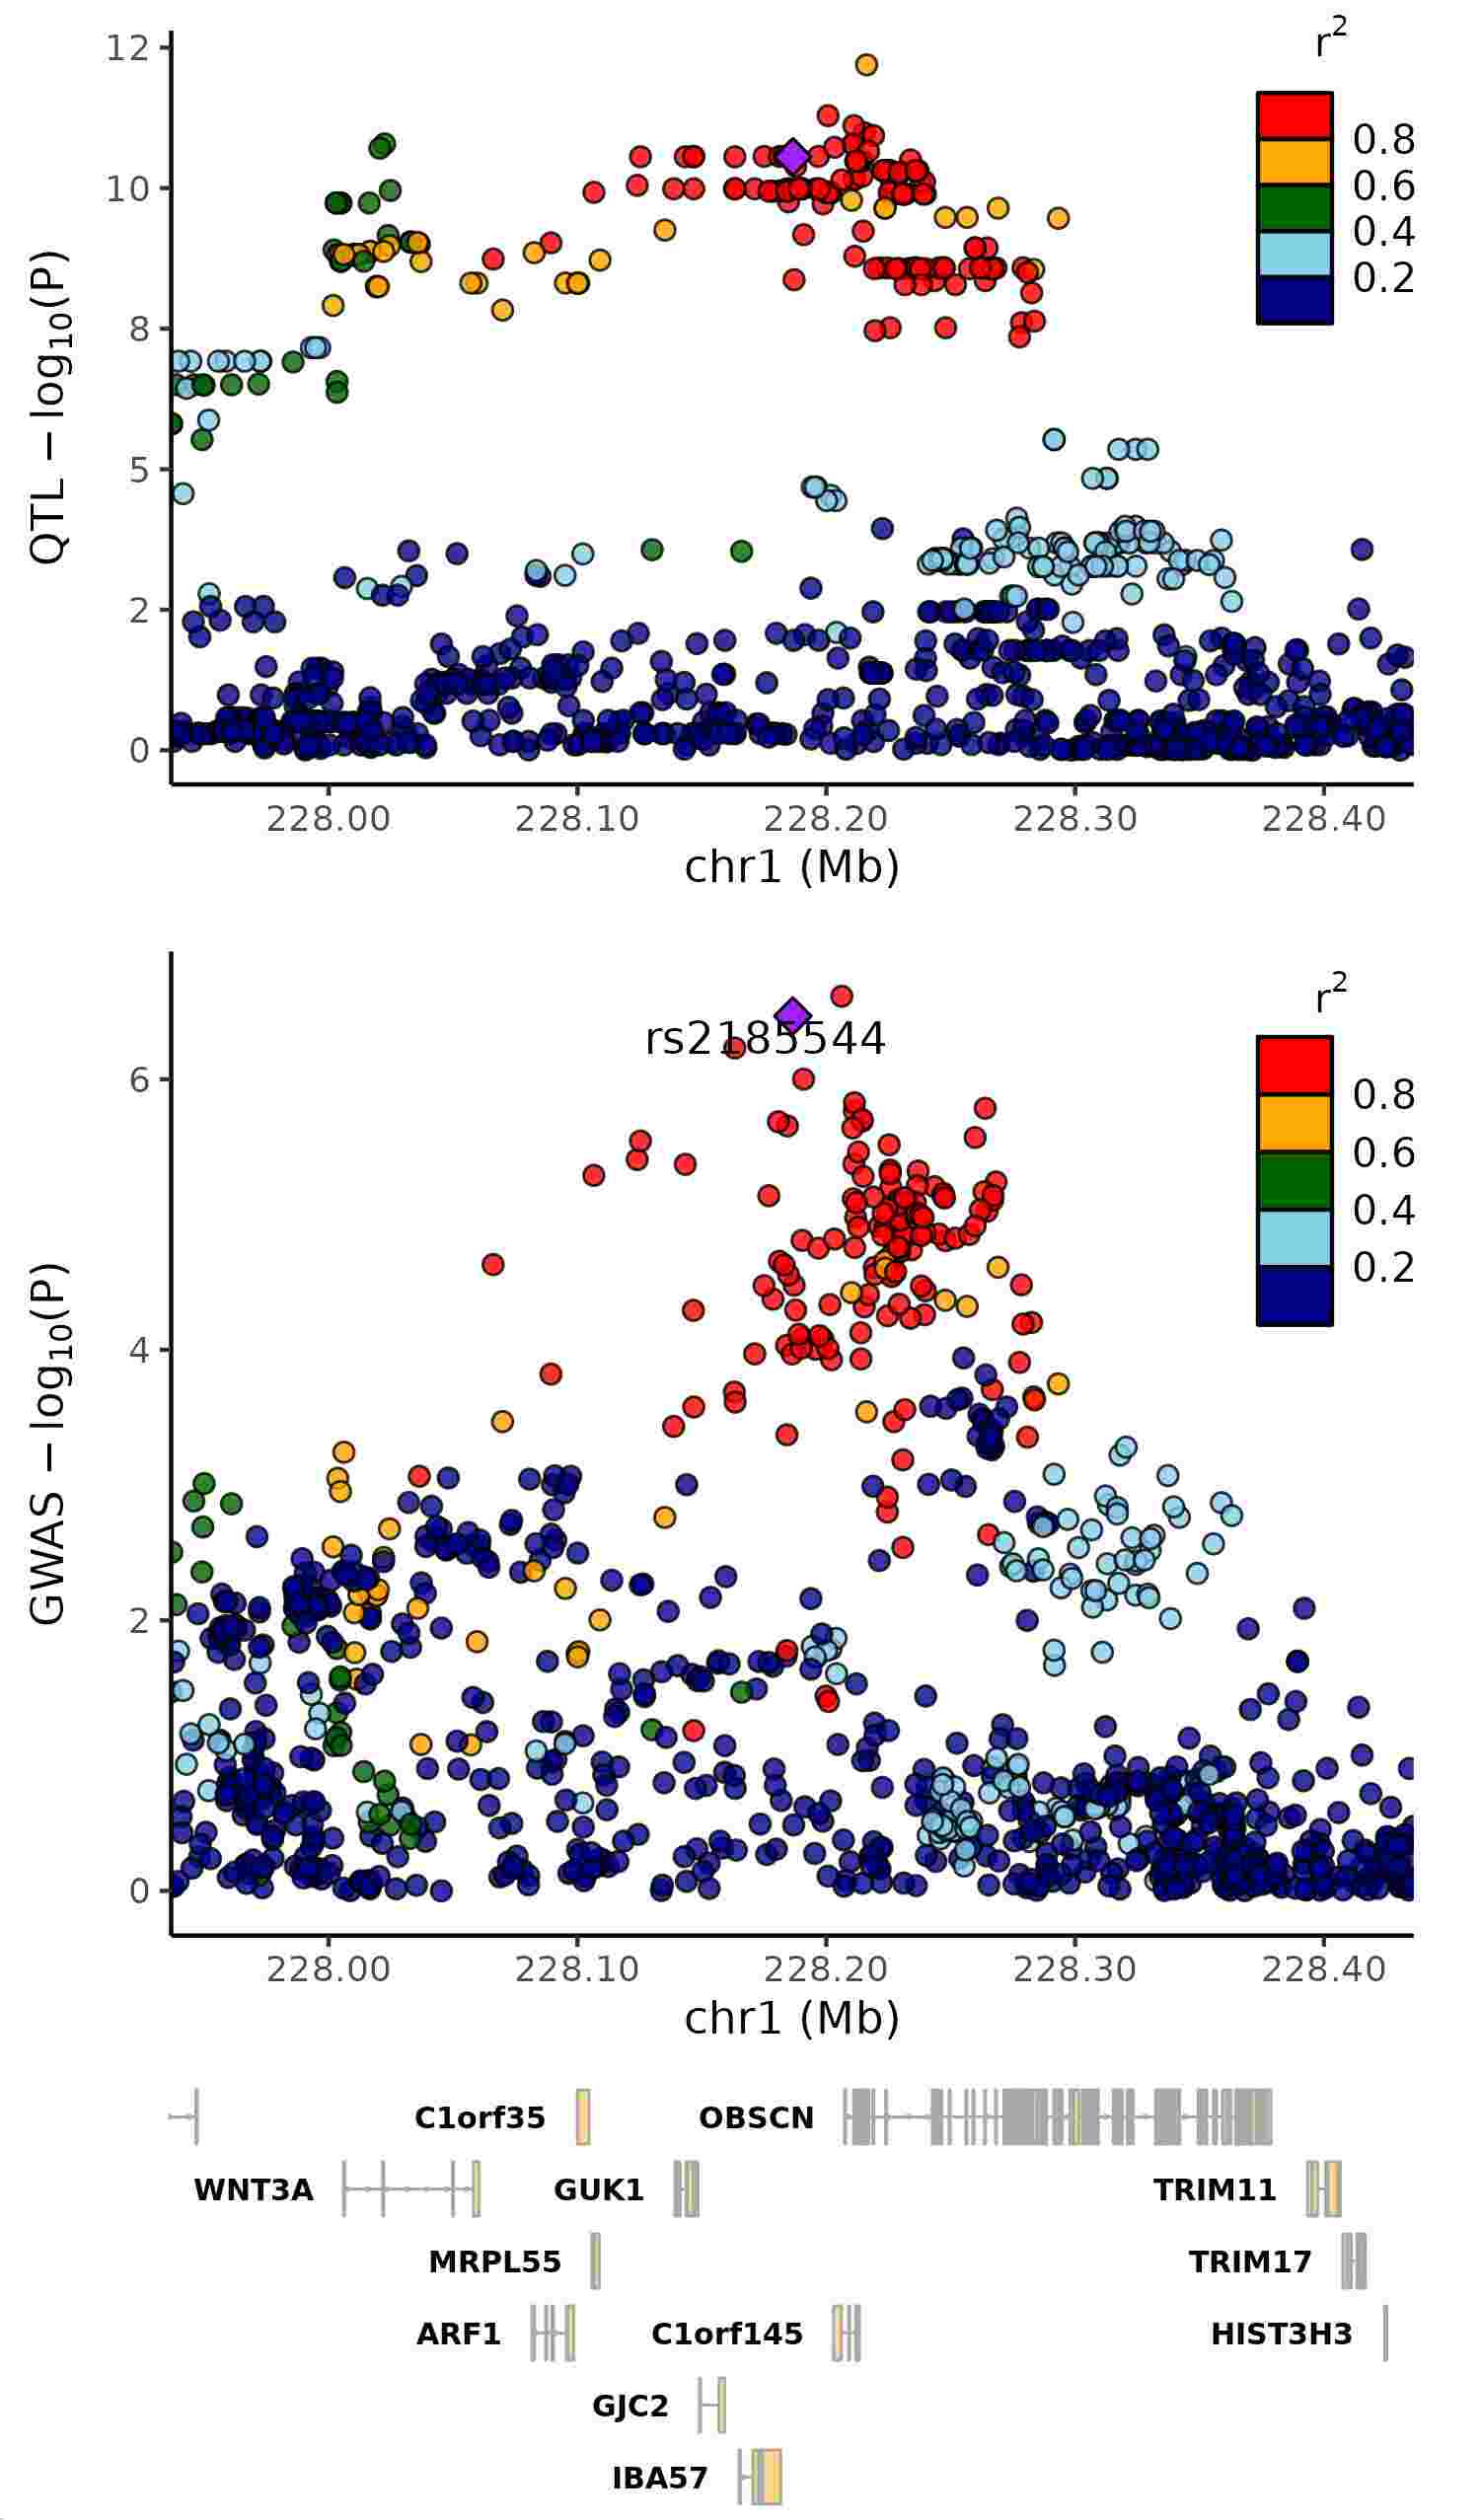 r2
12
10
8
5
2
0
0.8
0.6
0.4
0.2
QTL – log10(P)
228.00 228.10 228.20 228.30 228.40
chr1 (Mb)
r2
rs2185544
6
4
2
0
0.8
0.6
0.4
0.2
GWAS – log10(P)
228.00 228.10 228.20 228.30 228.40
chr1 (Mb)
C1orf35 OBSCN
WNT3A GUK1 TRIM11
MRPL55 TRIM17
ARF1 C1orf145 HIST3H3
GJC2
IBA57